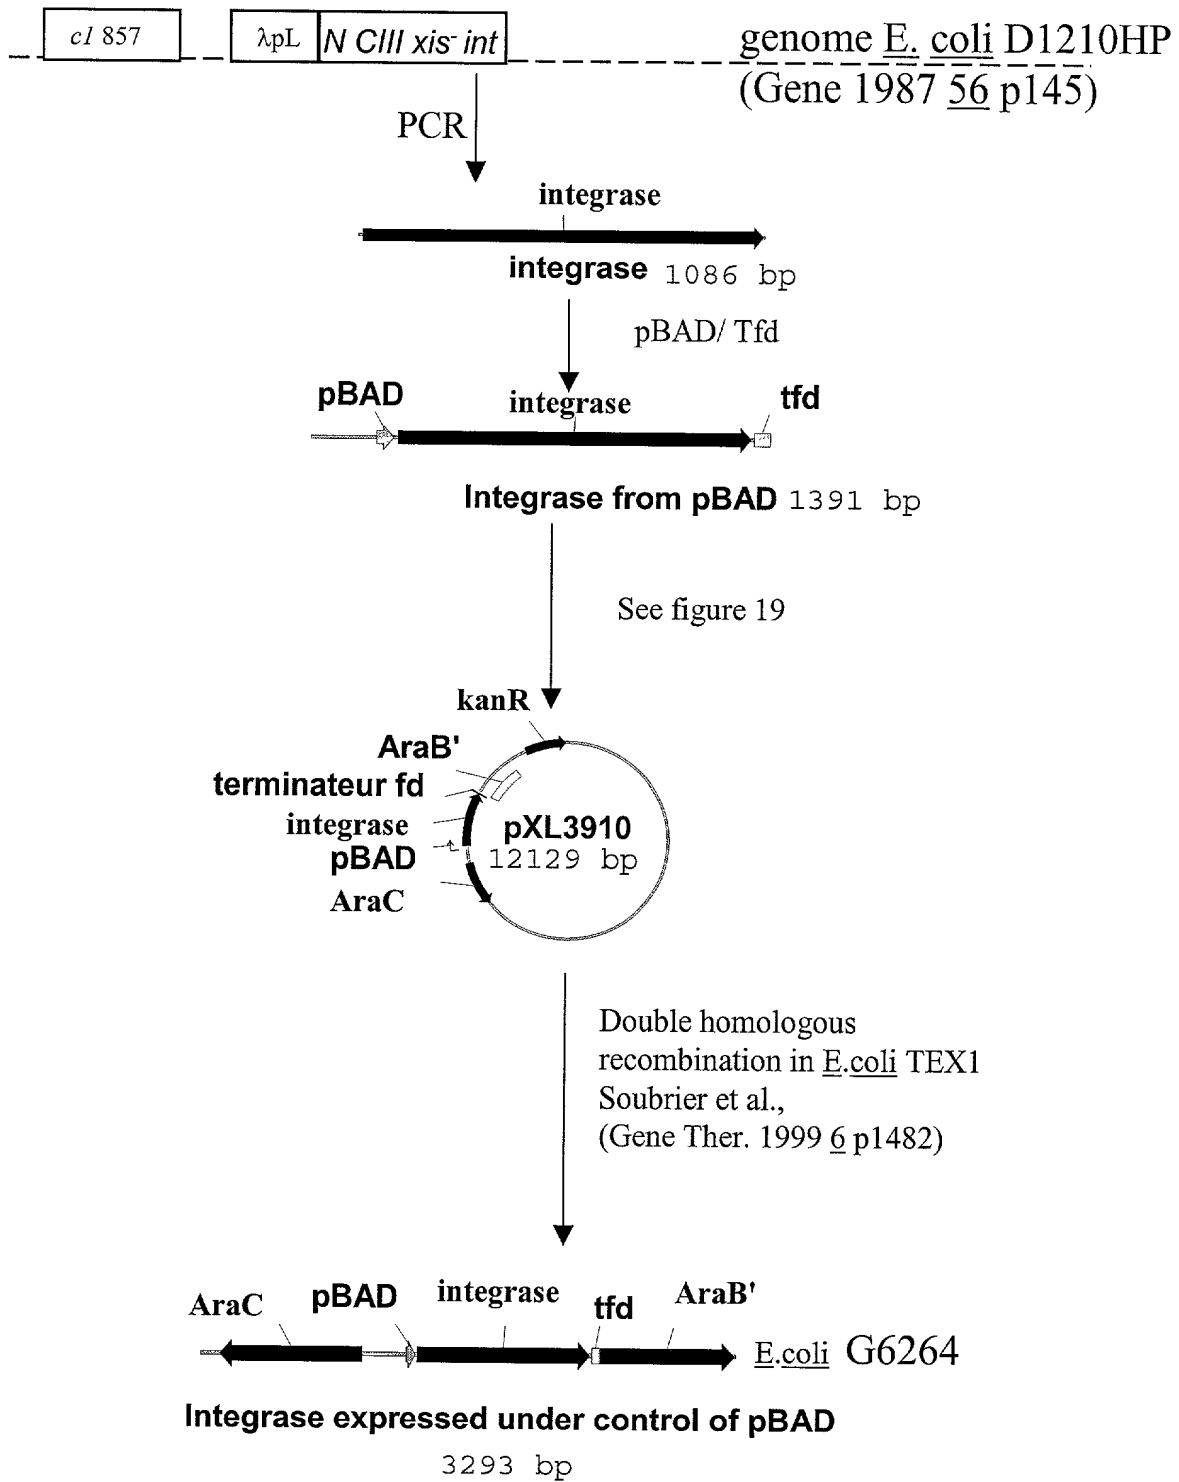 c1 857
λpL
N CIII xis- int
genome E. coli D1210HP
(Gene 1987 56 p145)
PCR
integrase
integrase 1086 bp
pBAD/ Tfd
pBAD
integrase
tfd
Integrase from pBAD 1391 bp
See figure 19
kanR
AraB'
terminateur fd
integrase
pBAD
AraC
pXL3910
12129 bp
Double homologous
recombination in E.coli TEX1
Soubrier et al.,
(Gene Ther. 1999 6 p1482)
AraC
pBAD
integrase
tfd
AraB'
E.coli G6264
Integrase expressed under control of pBAD
3293 bp